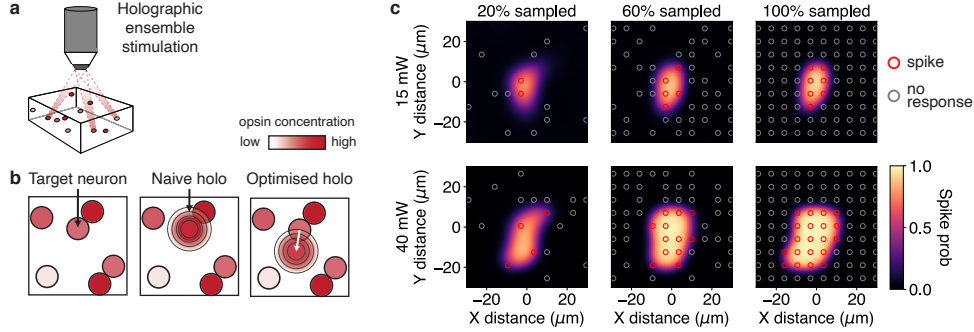 a
Holographic
ensemble
stimulation
opsin concentration
low
high
b
Target neuron
Naive holo
Optimised holo
c
20% sampled
60% sampled
100% sampled
15 mW
Y distance (μm)
20
0
−20
spike
no
response
40 mW
Y distance (μm)
20
0
−20
−20
0
20
−20
0
20
−20
0
20
X distance (μm)
X distance (μm)
X distance (μm)
1.0
0.5
0.0
Spike prob